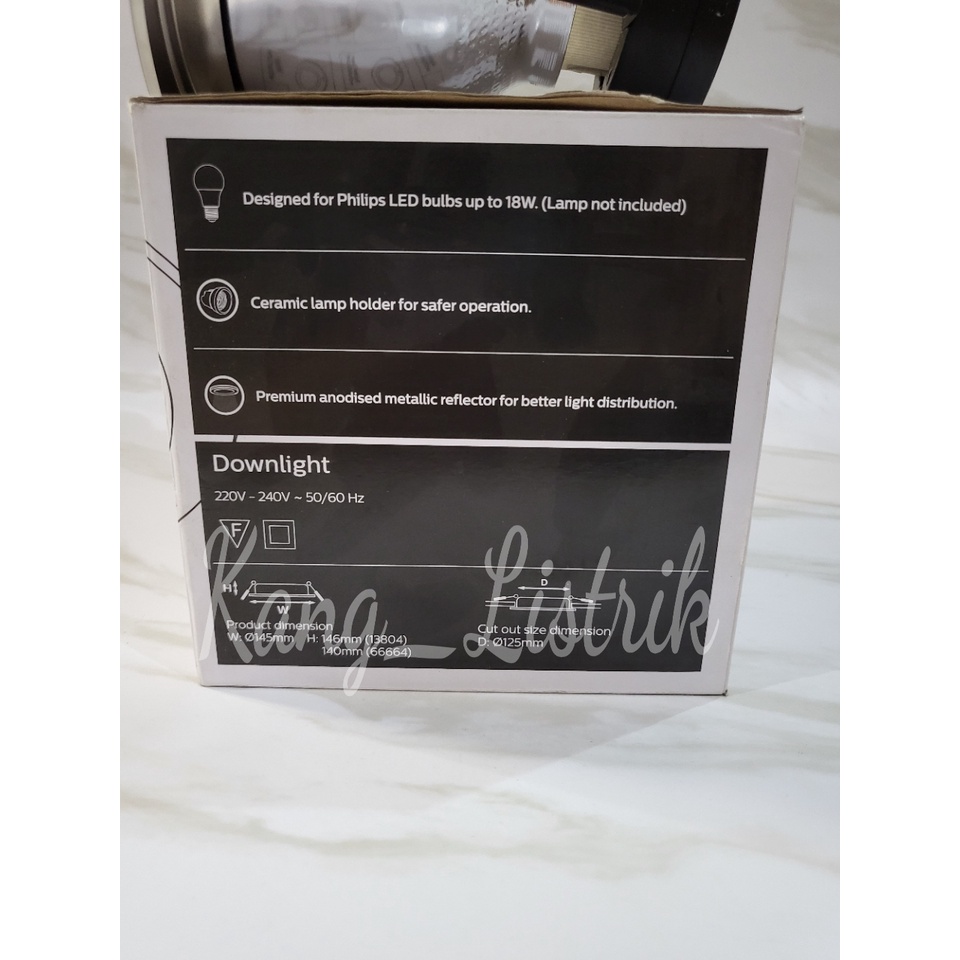 Designed for Philips LED bulbs up to 18W. (Lamp not included)
Ceramic lamp holder for safer operation.
Premium anodised metallic reflector for better light distribution.
Downlight
220V - 240V ~ 50/60 Hz
F
H
W
D
Product dimension
W: Ø145mm H: 146mm (13804)
140mm (66664)
Cut out size dimension
D: Ø125mm
Kang_Listrik